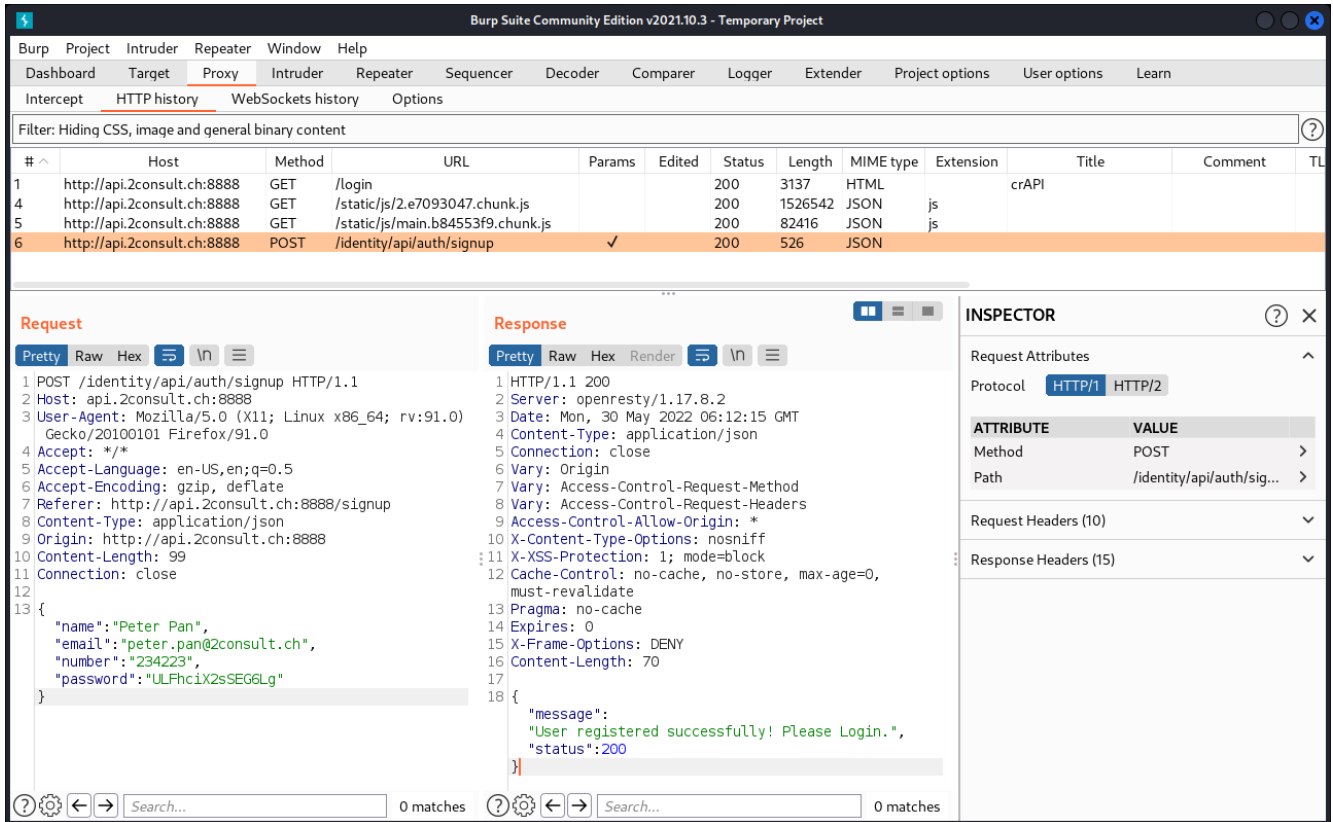 Burp Suite Community Edition v2021.10.3 - Temporary Project
Burp Project Intruder Repeater Window Help
Dashboard Target Proxy Intruder Repeater Sequencer Decoder Comparer Logger Extender Project options User options Learn
Intercept HTTP history WebSockets history Options
Filter: Hiding CSS, image and general binary content ?
# Host Method URL Params Edited Status Length MIME type Extension Title Comment TL
1 http://api.2consult.ch:8888 GET /login 200 3137 HTML crAPI
4 http://api.2consult.ch:8888 GET /static/js/2.e7093047.chunk.js 200 1526542 JSON js
5 http://api.2consult.ch:8888 GET /static/js/main.b84553f9.chunk.js 200 82416 JSON js
6 http://api.2consult.ch:8888 POST /identity/api/auth/signup ✓ 200 526 JSON
Request
Pretty Raw Hex \n
1 POST /identity/api/auth/signup HTTP/1.1
2 Host: api.2consult.ch:8888
3 User-Agent: Mozilla/5.0 (X11; Linux x86_64; rv:91.0)
Gecko/20100101 Firefox/91.0
4 Accept: */*
5 Accept-Language: en-US,en;q=0.5
6 Accept-Encoding: gzip, deflate
7 Referer: http://api.2consult.ch:8888/signup
8 Content-Type: application/json
9 Origin: http://api.2consult.ch:8888
10 Content-Length: 99
11 Connection: close
12
13 {
"name":"Peter Pan",
"email":"peter.pan@2consult.ch",
"number":"234223",
"password":"ULFhciX2sSEG6Lg"
}
? Search... 0 matches
Response
Pretty Raw Hex Render \n
1 HTTP/1.1 200
2 Server: openresty/1.17.8.2
3 Date: Mon, 30 May 2022 06:12:15 GMT
4 Content-Type: application/json
5 Connection: close
6 Vary: Origin
7 Vary: Access-Control-Request-Method
8 Vary: Access-Control-Request-Headers
9 Access-Control-Allow-Origin: *
10 X-Content-Type-Options: nosniff
11 X-XSS-Protection: 1; mode=block
12 Cache-Control: no-cache, no-store, max-age=0,
must-revalidate
13 Pragma: no-cache
14 Expires: 0
15 X-Frame-Options: DENY
16 Content-Length: 70
17
18 {
"message":
"User registered successfully! Please Login.",
"status":200
}
? Search... 0 matches
INSPECTOR ?
Request Attributes
Protocol HTTP/1 HTTP/2
ATTRIBUTE VALUE
Method POST
Path /identity/api/auth/sig...
Request Headers (10)
Response Headers (15)